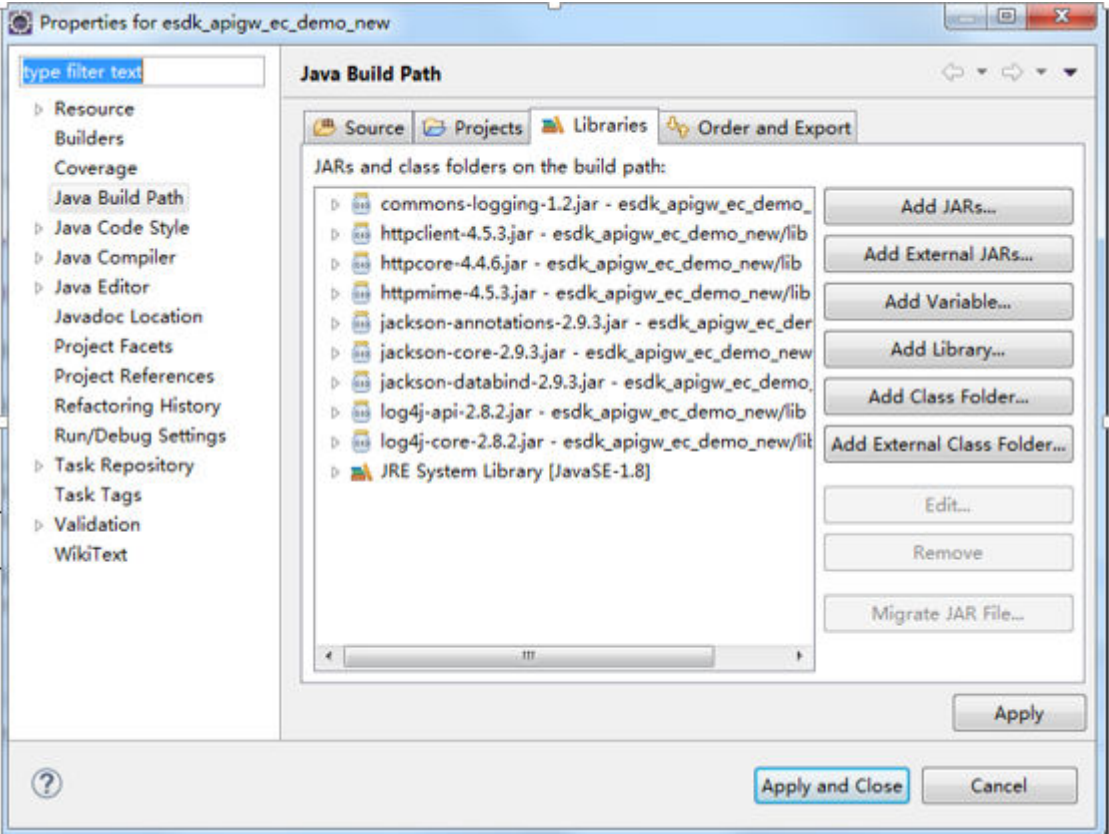 Properties for esdk_apigw_ec_demo_new
type filter text
Resource
Builders
Coverage
Java Build Path
Java Code Style
Java Compiler
Java Editor
Javadoc Location
Project Facets
Project References
Refactoring History
Run/Debug Settings
Task Repository
Task Tags
Validation
WikiText
Java Build Path
Source
Projects
Libraries
Order and Export
JARs and class folders on the build path:
commons-logging-1.2.jar - esdk_apigw_ec_demo_
httpclient-4.5.3.jar - esdk_apigw_ec_demo_new/lib
httpcore-4.4.6.jar - esdk_apigw_ec_demo_new/lib
httpmime-4.5.3.jar - esdk_apigw_ec_demo_new/lib
jackson-annotations-2.9.3.jar - esdk_apigw_ec_der
jackson-core-2.9.3.jar - esdk_apigw_ec_demo_new
jackson-databind-2.9.3.jar - esdk_apigw_ec_demo_
log4j-api-2.8.2.jar - esdk_apigw_ec_demo_new/lib
log4j-core-2.8.2.jar - esdk_apigw_ec_demo_new/lib
JRE System Library [JavaSE-1.8]
Add JARs...
Add External JARs...
Add Variable...
Add Library...
Add Class Folder...
Add External Class Folder...
Edit...
Remove
Migrate JAR File...
Apply
Apply and Close
Cancel